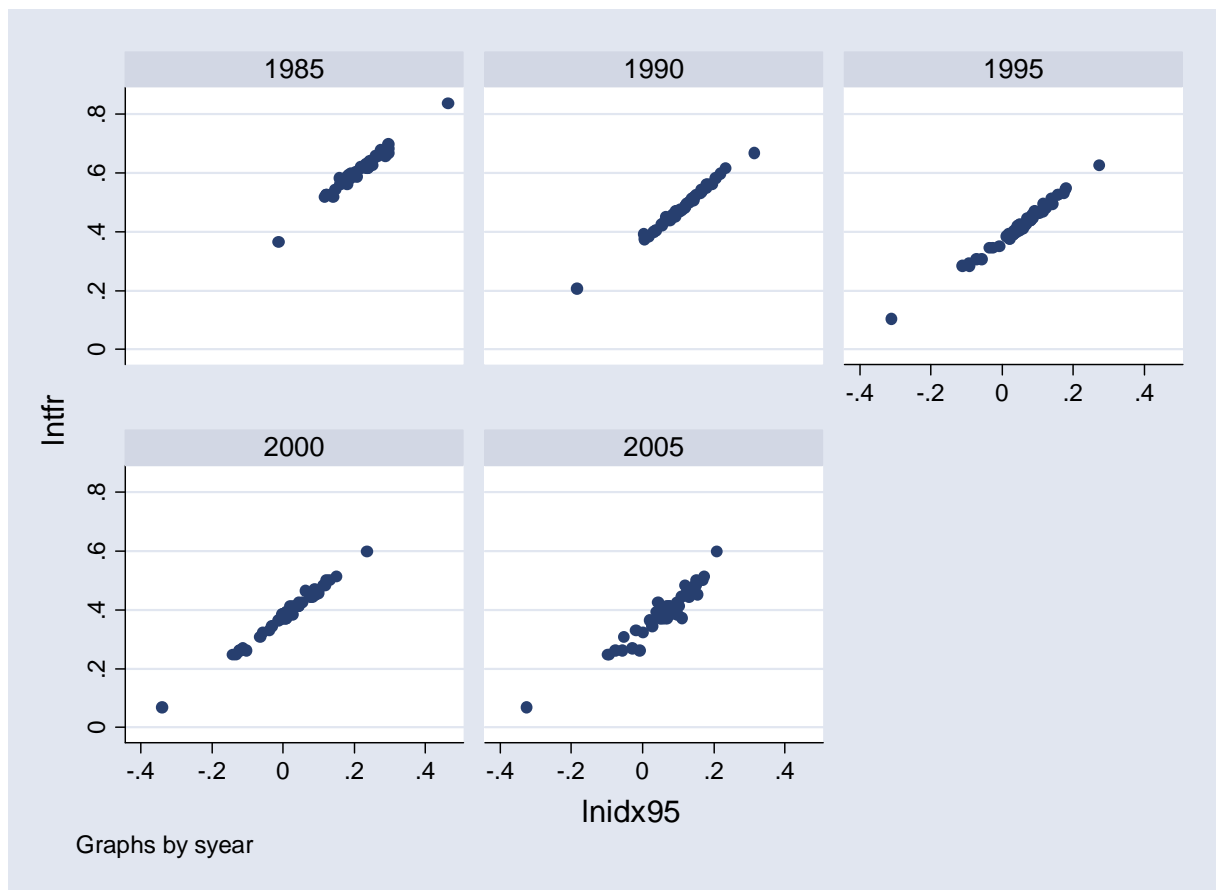 1985 1990 1995
.8
.6
.4
.2
0
-.4 -.2 0 .2 .4
lntfr
2000 2005
.8
.6
.4
.2
0
-.4 -.2 0 .2 .4 -.4 -.2 0 .2 .4
lnidx95
Graphs by syear